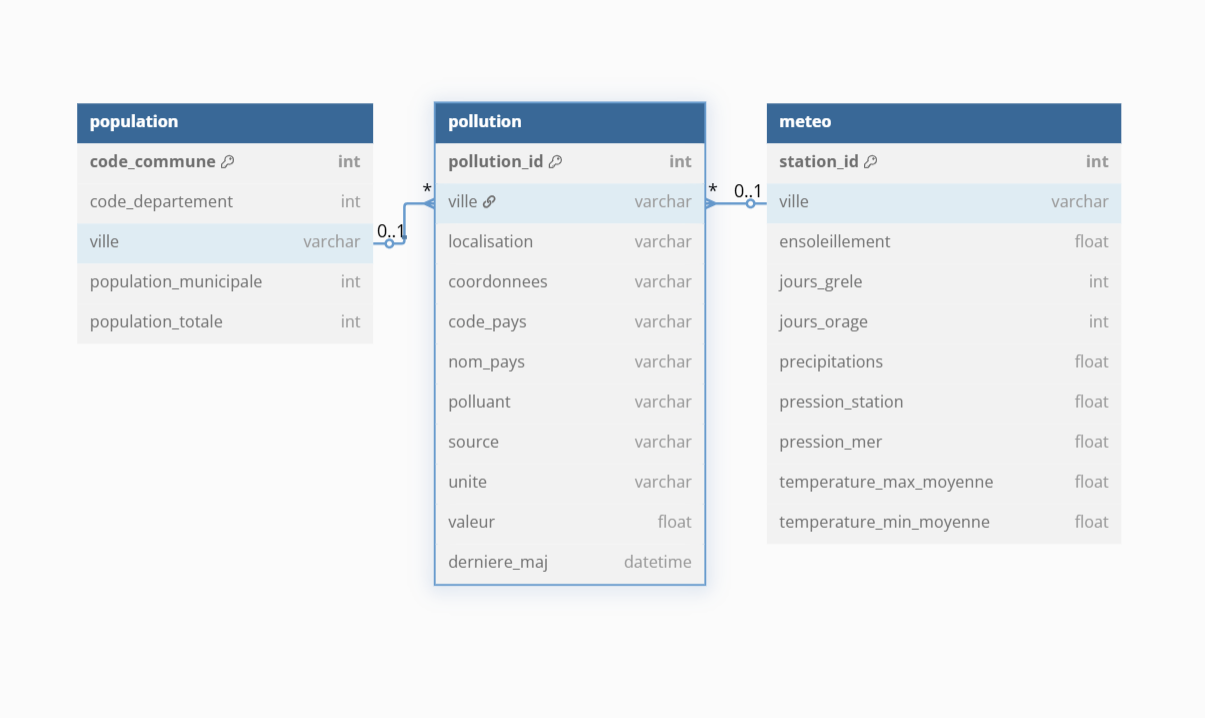 population
code_commune int
code_departement int
ville varchar
population_municipale int
population_totale int
0..1
*
pollution
pollution_id int
ville varchar
localisation varchar
coordonnees varchar
code_pays varchar
nom_pays varchar
polluant varchar
source varchar
unite varchar
valeur float
derniere_maj datetime
*
0..1
meteo
station_id int
ville varchar
ensoleillement float
jours_grele int
jours_orage int
precipitations float
pression_station float
pression_mer float
temperature_max_moyenne float
temperature_min_moyenne float